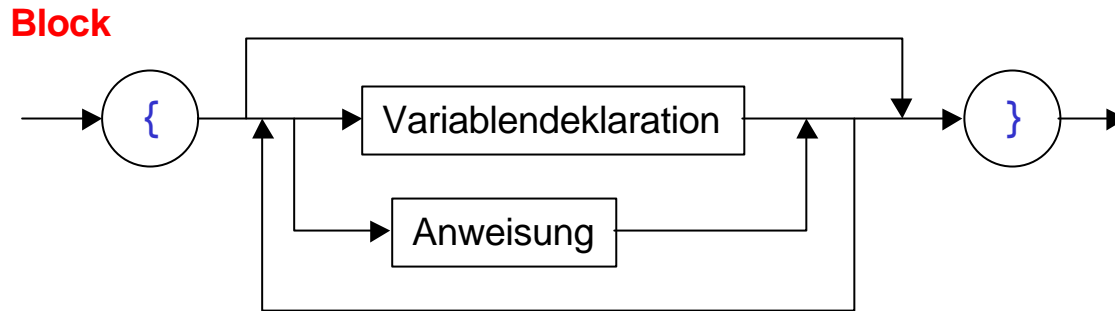 Block
{ Variablendeklaration }
Anweisung